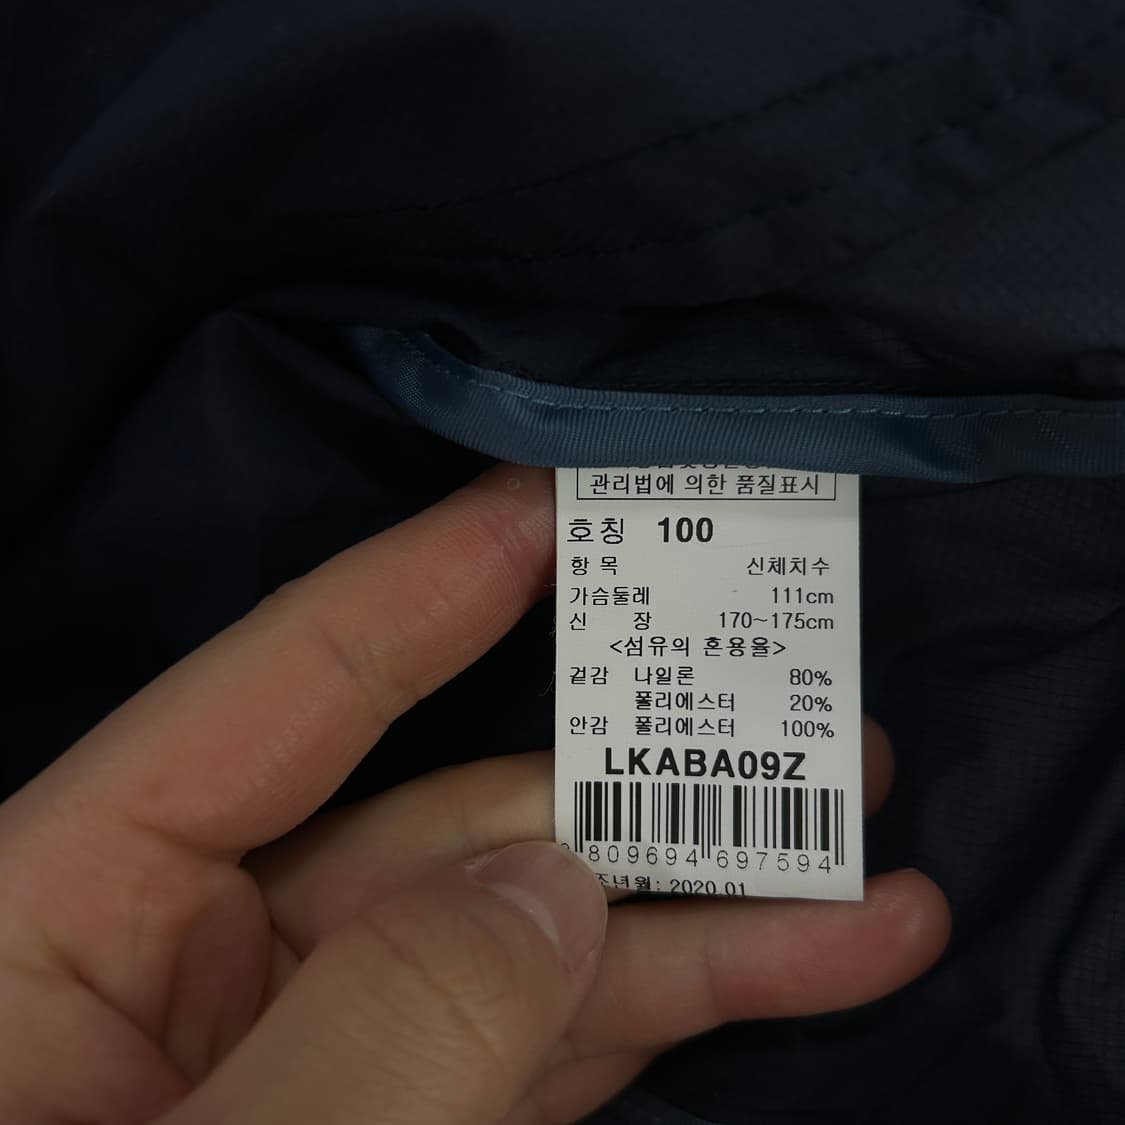 관리법에 의한 품질표시
호칭 100
항 목 신체치수
가슴둘레 111cm
신 장 170~175cm
<섬유의 혼용율>
겉감 나일론 80%
폴리에스터 20%
안감 폴리에스터 100%
LKABA09Z
809694 697594
조년월: 2020.01